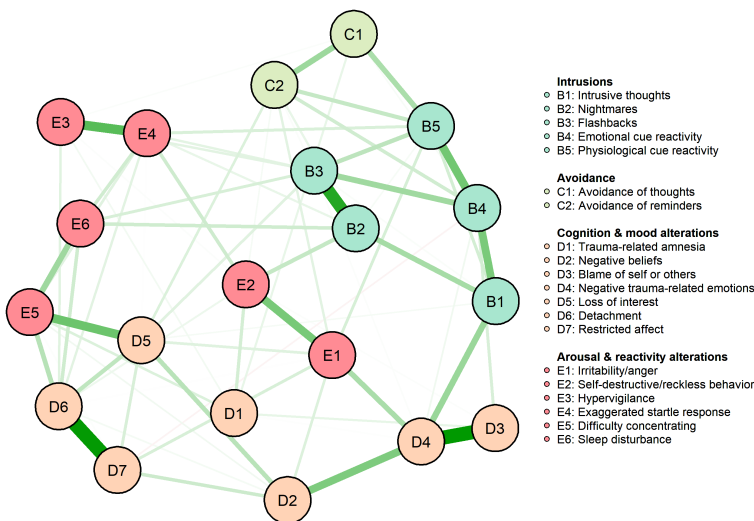 C1
C2
E3
E4
B5
B3
B4
E6
B2
E2
B1
E5
D5
E1
D6
D1
D4
D3
D7
D2
Intrusions
B1: Intrusive thoughts
B2: Nightmares
B3: Flashbacks
B4: Emotional cue reactivity
B5: Physiological cue reactivity
Avoidance
C1: Avoidance of thoughts
C2: Avoidance of reminders
Cognition & mood alterations
D1: Trauma-related amnesia
D2: Negative beliefs
D3: Blame of self or others
D4: Negative trauma-related emotions
D5: Loss of interest
D6: Detachment
D7: Restricted affect
Arousal & reactivity alterations
E1: Irritability/anger
E2: Self-destructive/reckless behavior
E3: Hypervigilance
E4: Exaggerated startle response
E5: Difficulty concentrating
E6: Sleep disturbance